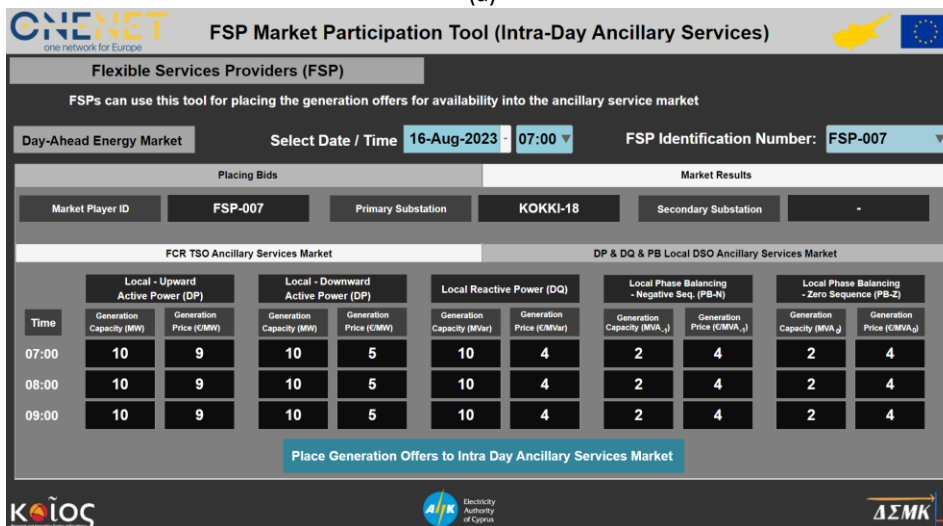 (a)
ONENET
one network for Europe
FSP Market Participation Tool (Intra-Day Ancillary Services)
Flexible Services Providers (FSP)
FSPs can use this tool for placing the generation offers for availability into the ancillary service market
Day-Ahead Energy Market Select Date / Time 16-Aug-2023 07:00 FSP Identification Number: FSP-007
Placing Bids Market Results
Market Player ID FSP-007 Primary Substation KOKKI-18 Secondary Substation -
FCR TSO Ancillary Services Market DP & DQ & PB Local DSO Ancillary Services Market
Local - Upward Active Power (DP) Local - Downward Active Power (DP) Local Reactive Power (DQ) Local Phase Balancing - Negative Seq. (PB-N) Local Phase Balancing - Zero Sequence (PB-Z)
Time Generation Capacity (MW) Generation Price (€/MW) Generation Capacity (MW) Generation Price (€/MW) Generation Capacity (MVar) Generation Price (€/MVar) Generation Capacity (MVA-1) Generation Price (€/MVA-1) Generation Capacity (MVA0) Generation Price (€/MVA0)
07:00 10 9 10 5 10 4 2 4 2 4
08:00 10 9 10 5 10 4 2 4 2 4
09:00 10 9 10 5 10 4 2 4 2 4
Place Generation Offers to Intra Day Ancillary Services Market
κοῖος
ΑΗΚ Electricity Authority of Cyprus
ΔΣΜΚ